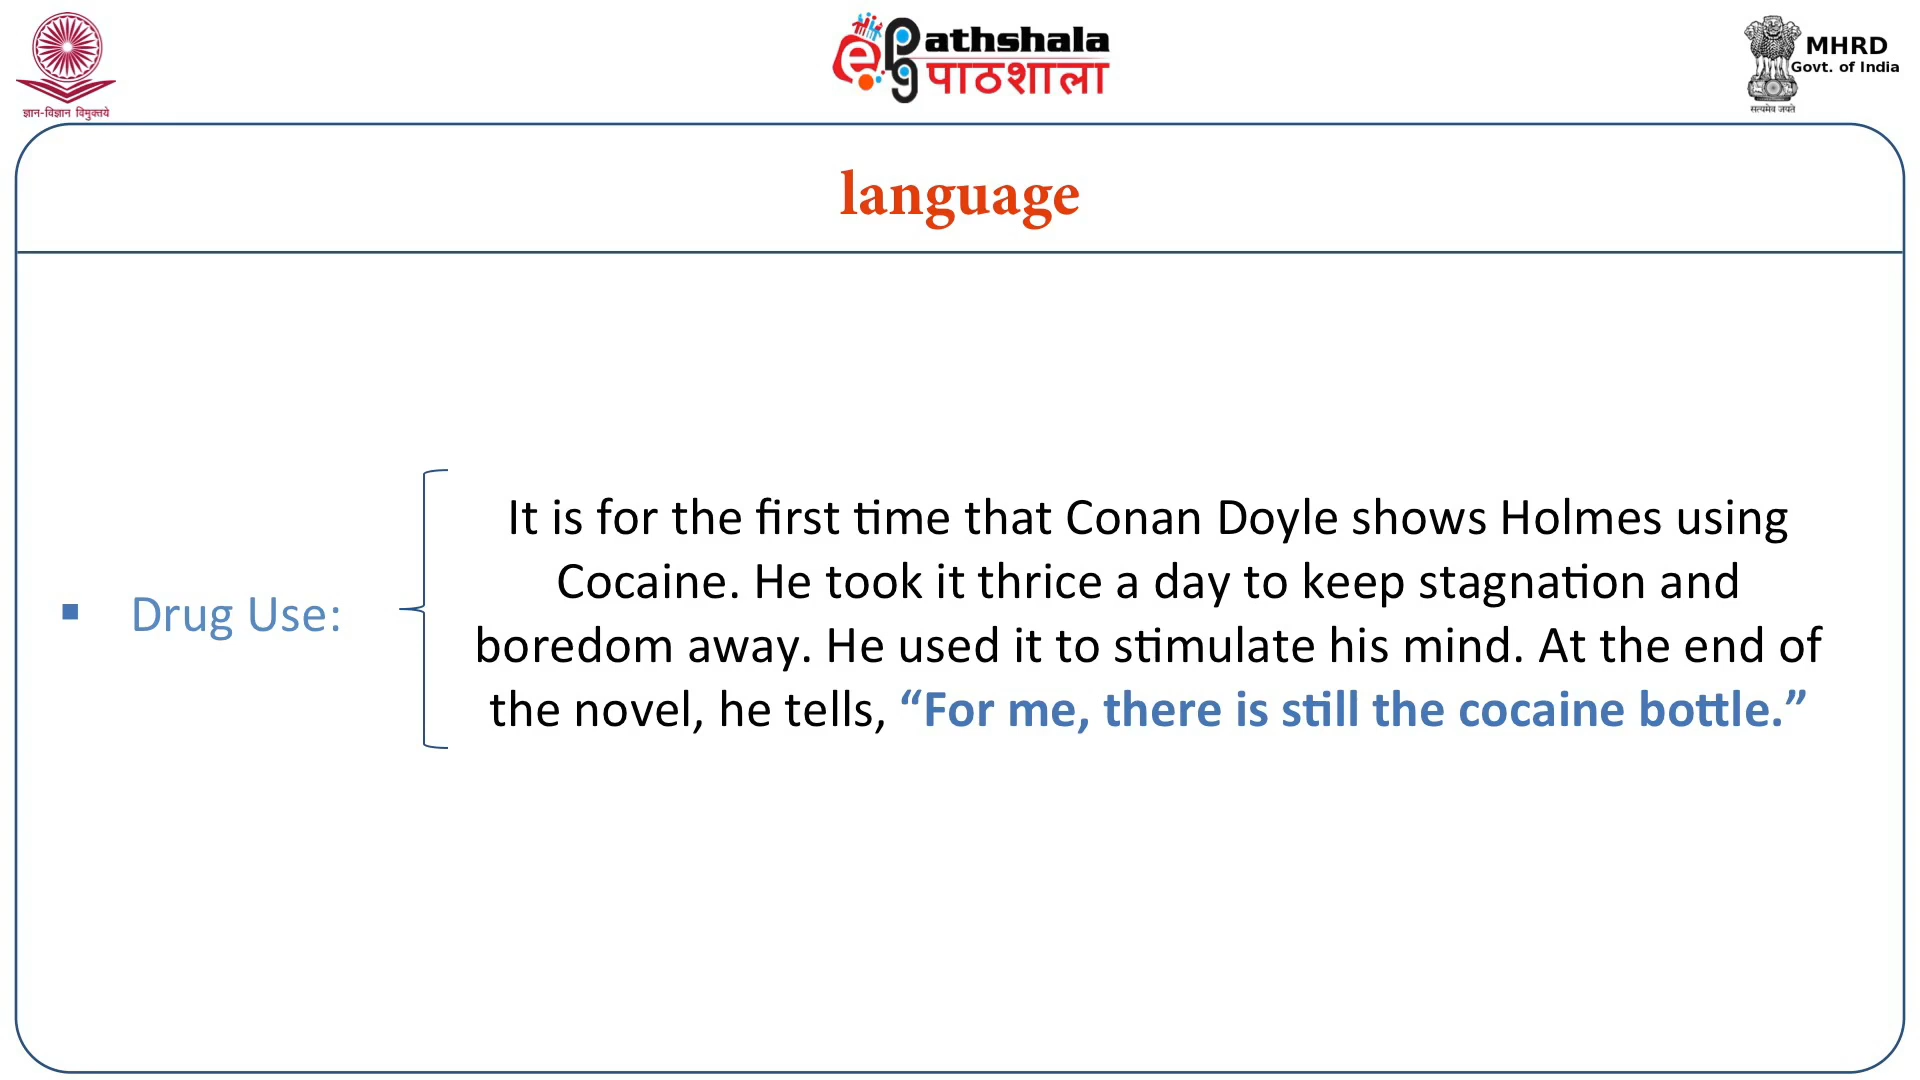 ज्ञान-विज्ञान विमुक्तये
ePG Pathshala
पाठशाला
MHRD
Govt. of India
सत्यमेव जयते
language
▪ Drug Use:
It is for the first time that Conan Doyle shows Holmes using
Cocaine. He took it thrice a day to keep stagnation and
boredom away. He used it to stimulate his mind. At the end of
the novel, he tells, “For me, there is still the cocaine bottle.”